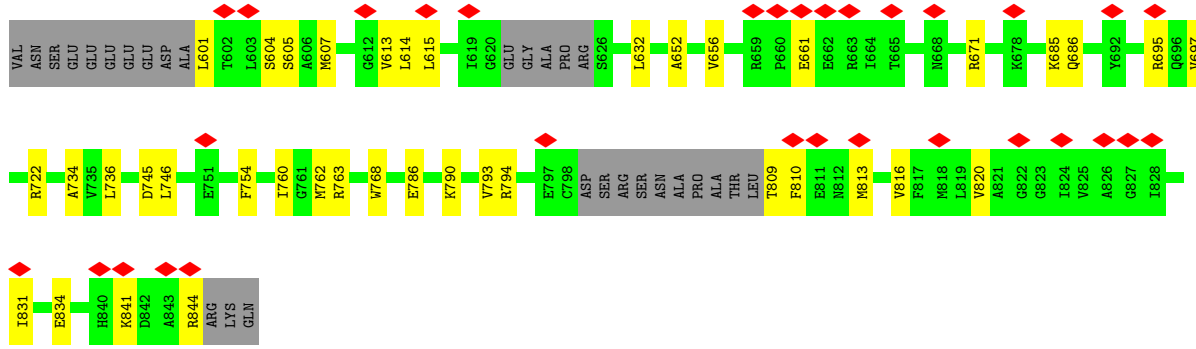 VAL ASN SER GLU GLU GLU GLU GLU ASP ALA L601 T602 L603 S604 S605 A606 M607 G612 V613 L614 L615 I619 G620 GLU GLY ALA PRO ARG S626 L632 A652 V656 R659 P660 E661 E662 R663 I664 T665 N668 R671 K678 K685 Q686 Y692 R695 Q696 V697
R722 A734 V735 L736 D745 L746 E751 F754 I760 G761 M762 R763 W768 E786 K790 V793 R794 E797 C798 ASP SER ARG SER ASN ALA PRO ALA THR LEU T809 F810 E811 N812 M813 V816 F817 M818 L819 V820 A821 G822 G823 I824 V825 A826 G827 I828
I831 E834 H840 K841 D842 A843 R844 ARG LYS GLN